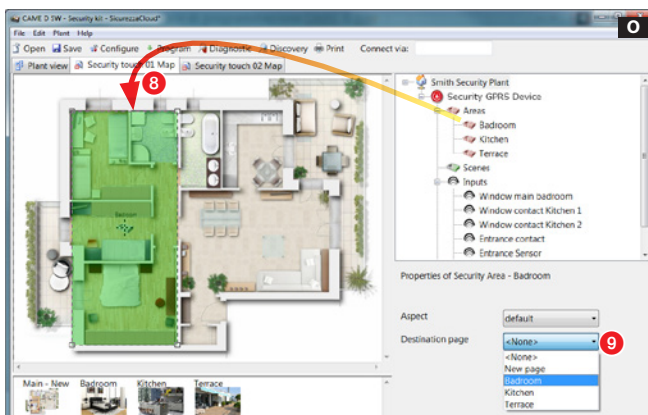 CAME D SW - Security kit - SicurezzaCloud*
O
File Edit Plant Help
Open Save Configure Program Diagnostic Discovery Print Connect via:
Plant view Security touch 01 Map Security touch 02 Map
8
Smith Security Plant
Security GPRS Device
Areas
Badroom
Kitchen
Terrace
Scenes
Inputs
Window main badroom
Window contact Kitchen 1
Window contact Kitchen 2
Entrance contact
Entrance Sensor
Badroom
Properties of Security Area - Badroom
Aspect default
Destination page <None>
9
<None>
New page
Badroom
Kitchen
Terrace
Main - New Badroom Kitchen Terrace